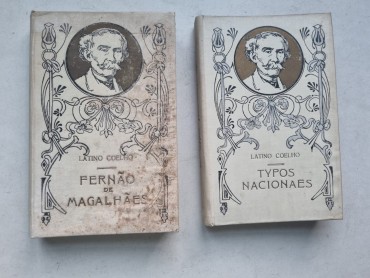 LATINO COELHO
FERNÃO
DE
MAGALHÃES
LATINO COELHO
TYPOS
NACIONAES